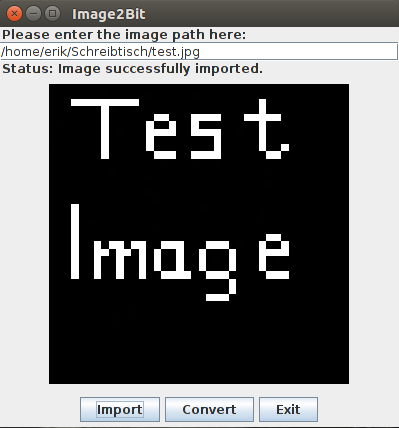 Image2Bit
Please enter the image path here:
/home/erik/Schreibtisch/test.jpg
Status: Image successfully imported.
Test
Image
Import Convert Exit